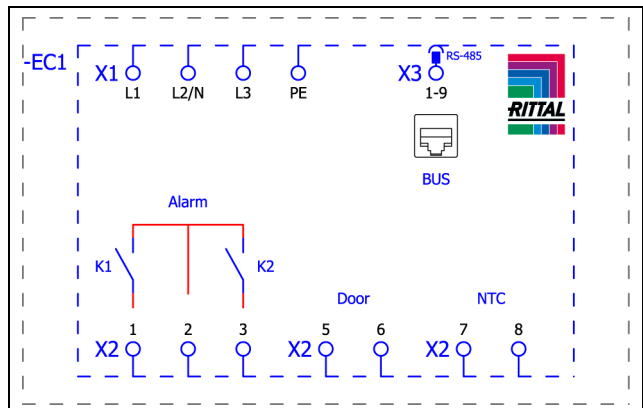 -EC1
X1 L1 L2/N L3 PE
X3 RS-485
1-9
RITTAL
BUS
Alarm
K1 K2
Door NTC
X2 1 2 3 X2 5 6 X2 7 8